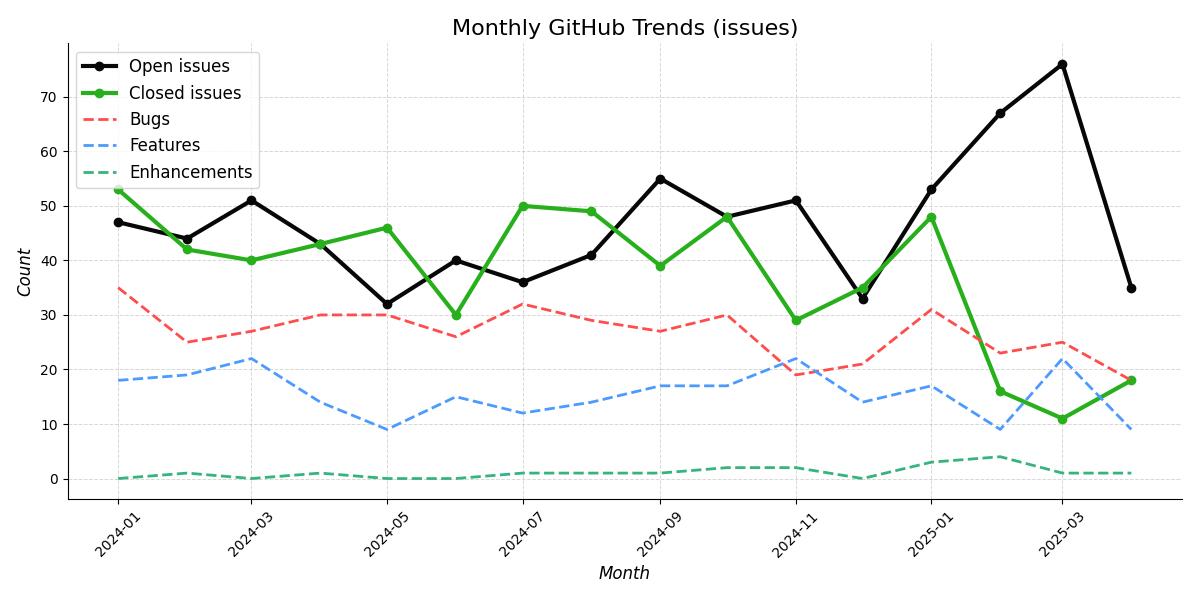 Monthly GitHub Trends (issues)
Open issues
Closed issues
Bugs
Features
Enhancements
Count
70
60
50
40
30
20
10
0
2024-01
2024-03
2024-05
2024-07
2024-09
2024-11
2025-01
2025-03
Month